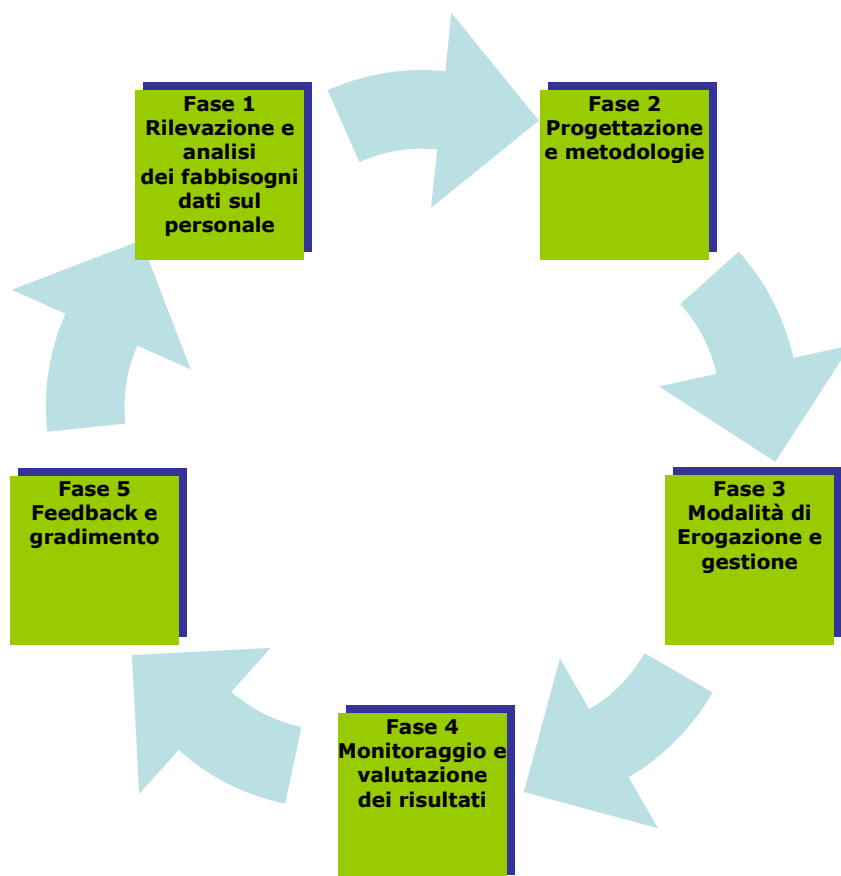 Fase 1
Rilevazione e
analisi
dei fabbisogni
dati sul
personale
Fase 2
Progettazione
e metodologie
Fase 3
Modalità di
Erogazione e
gestione
Fase 4
Monitoraggio e
valutazione
dei risultati
Fase 5
Feedback e
gradimento